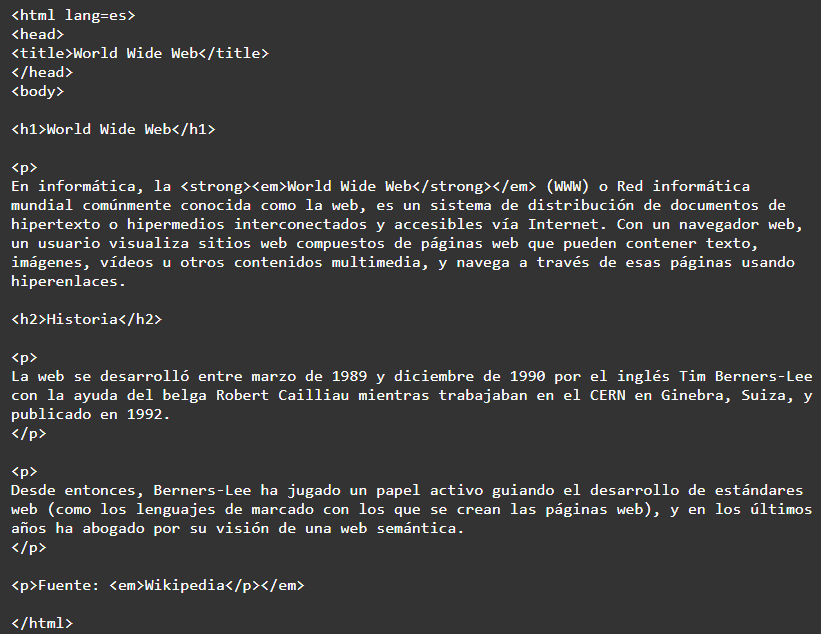 <html lang=es>
<head>
<title>World Wide Web</title>
</head>
<body>
<h1>World Wide Web</h1>
<p>
En informática, la <strong><em>World Wide Web</strong></em> (WWW) o Red informática
mundial comúnmente conocida como la web, es un sistema de distribución de documentos de
hipertexto o hipermedios interconectados y accesibles vía Internet. Con un navegador web,
un usuario visualiza sitios web compuestos de páginas web que pueden contener texto,
imágenes, vídeos u otros contenidos multimedia, y navega a través de esas páginas usando
hiperenlaces.
<h2>Historia</h2>
<p>
La web se desarrolló entre marzo de 1989 y diciembre de 1990 por el inglés Tim Berners-Lee
con la ayuda del belga Robert Cailliau mientras trabajaban en el CERN en Ginebra, Suiza, y
publicado en 1992.
</p>
<p>
Desde entonces, Berners-Lee ha jugado un papel activo guiando el desarrollo de estándares
web (como los lenguajes de marcado con los que se crean las páginas web), y en los últimos
años ha abogado por su visión de una web semántica.
</p>
<p>Fuente: <em>Wikipedia</p></em>
</html>